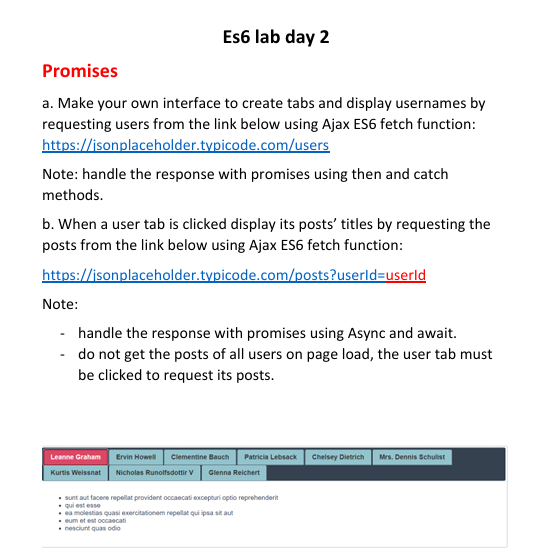 Es6 lab day 2
Promises
a. Make your own interface to create tabs and display usernames by
requesting users from the link below using Ajax ES6 fetch function:
https://jsonplaceholder.typicode.com/users
Note: handle the response with promises using then and catch
methods.
b. When a user tab is clicked display its posts’ titles by requesting the
posts from the link below using Ajax ES6 fetch function:
https://jsonplaceholder.typicode.com/posts?userId=userId
Note:
- handle the response with promises using Async and await.
- do not get the posts of all users on page load, the user tab must
be clicked to request its posts.
Leanne Graham Ervin Howell Clementine Bauch Patricia Lebsack Chelsey Dietrich Mrs. Dennis Schulist
Kurtis Weissnat Nicholas Runolfsdottir V Glenna Reichert
• sunt aut facere repellat provident occaecati excepturi optio reprehenderit
• qui est esse
• ea molestias quasi exercitationem repellat qui ipsa sit aut
• eum et est occaecati
• nesciunt quas odio